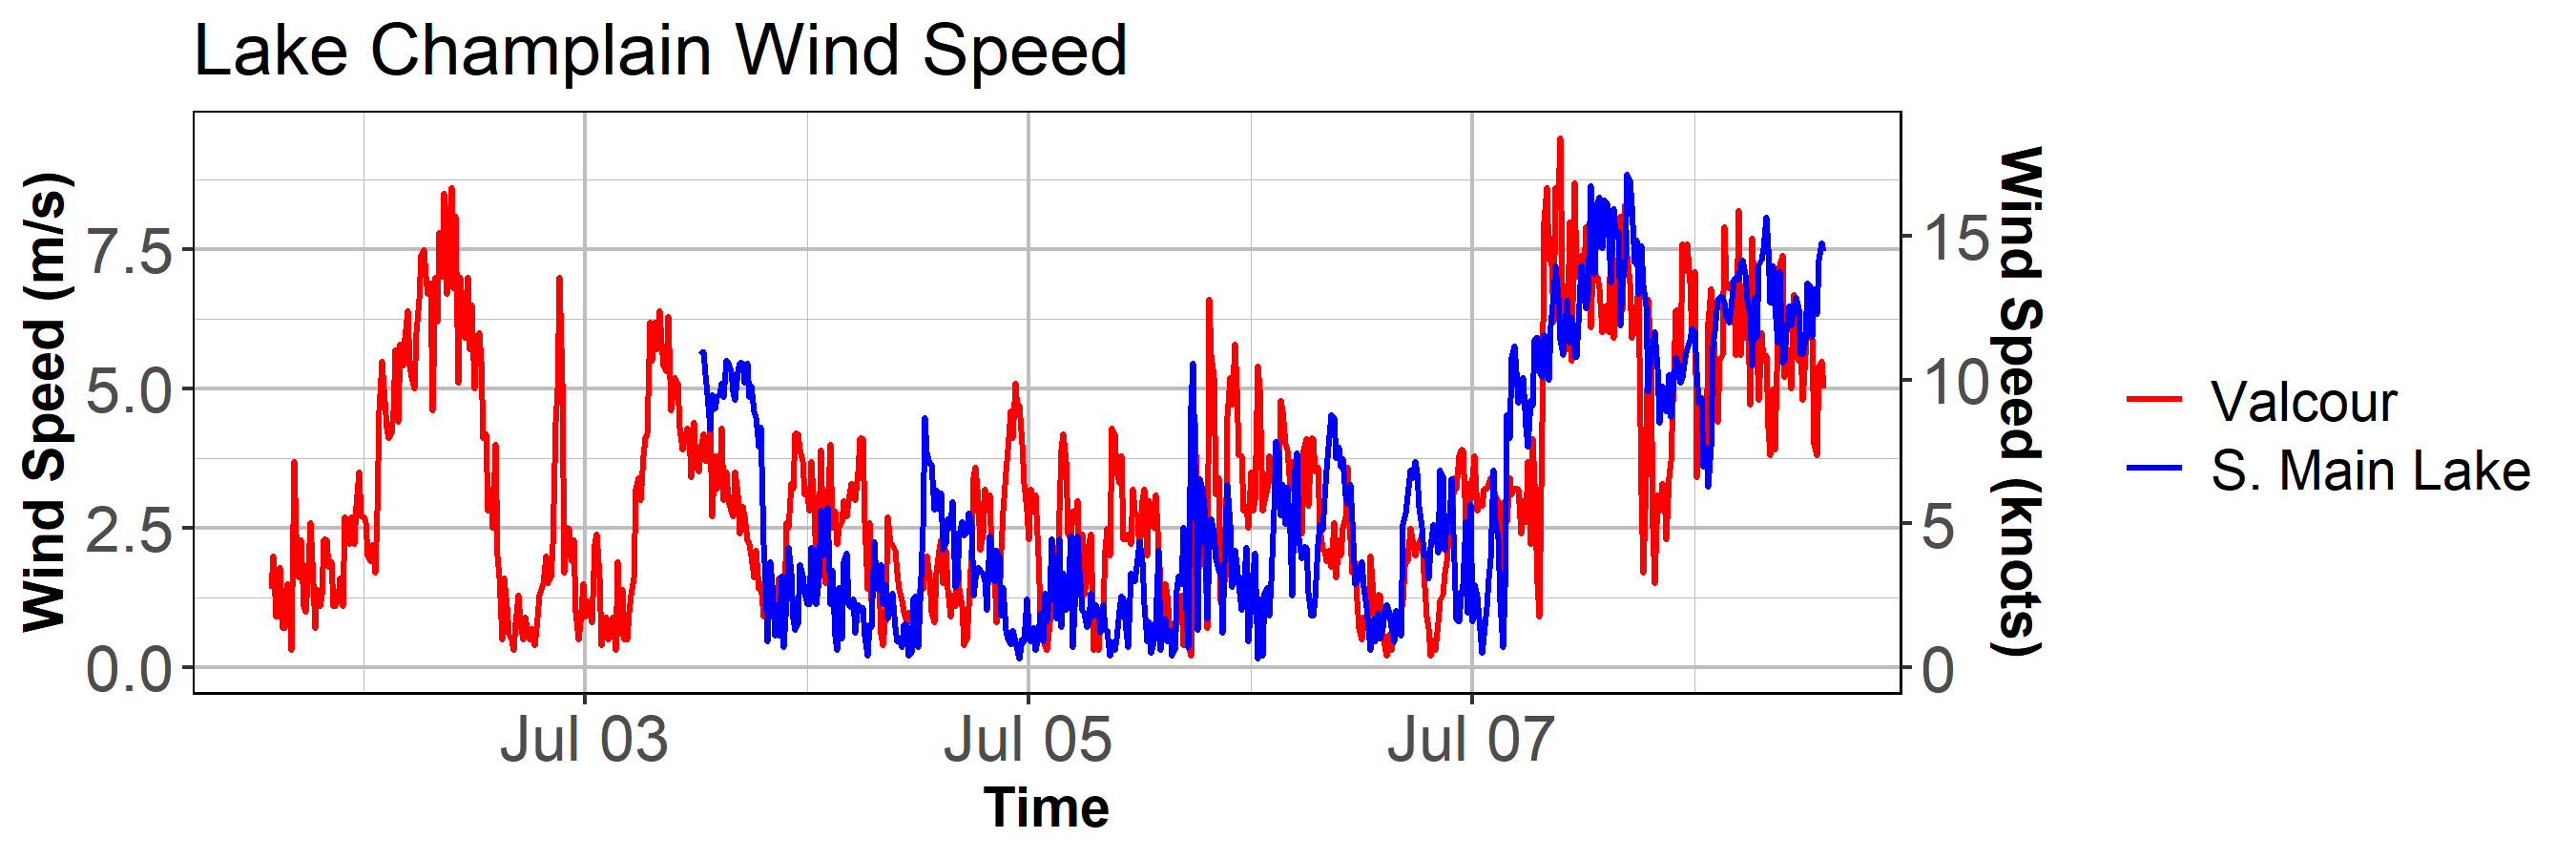 Lake Champlain Wind Speed
Wind Speed (m/s)
7.5
5.0
2.5
0.0
15
10
5
0
Wind Speed (knots)
Jul 03
Jul 05
Jul 07
Time
Valcour
S. Main Lake